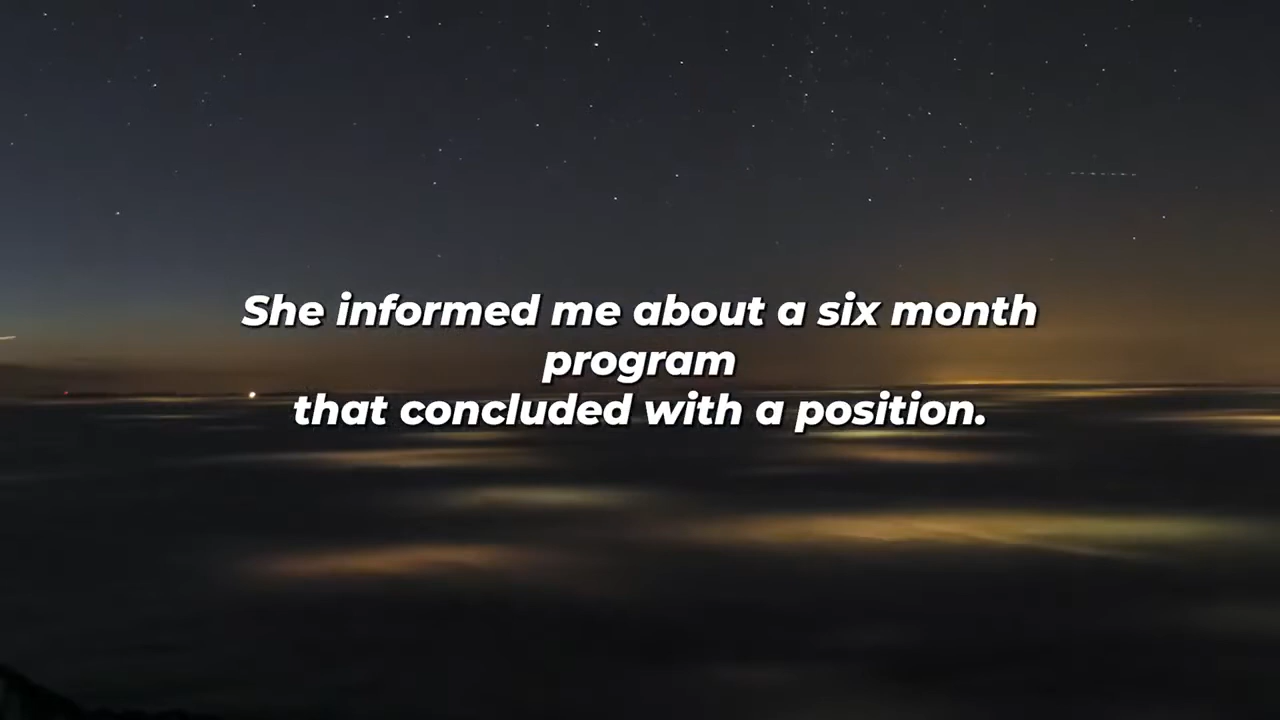 She informed me about a six month
program
that concluded with a position.